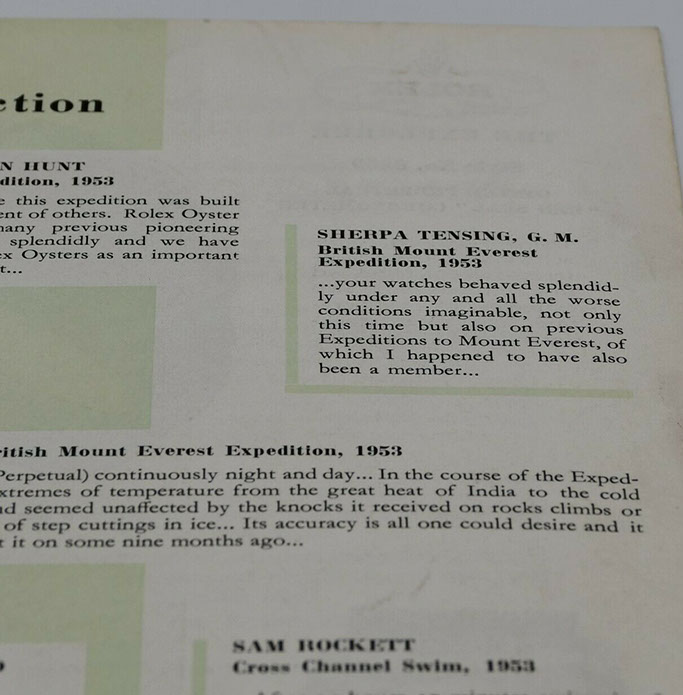 ction
N HUNT
dition, 1953
e this expedition was built
ent of others. Rolex Oyster
many previous pioneering
splendidly and we have
ex Oysters as an important
t...
SHERPA TENSING, G. M.
British Mount Everest
Expedition, 1953
...your watches behaved splendid-
ly under any and all the worse
conditions imaginable, not only
this time but also on previous
Expeditions to Mount Everest, of
which I happened to have also
been a member...
ritish Mount Everest Expedition, 1953
Perpetual) continuously night and day... In the course of the Exped-
xtremes of temperature from the great heat of India to the cold
nd seemed unaffected by the knocks it received on rocks climbs or
of step cuttings in ice... Its accuracy is all one could desire and it
t it on some nine months ago...
SAM ROCKETT
Cross Channel Swim, 1953